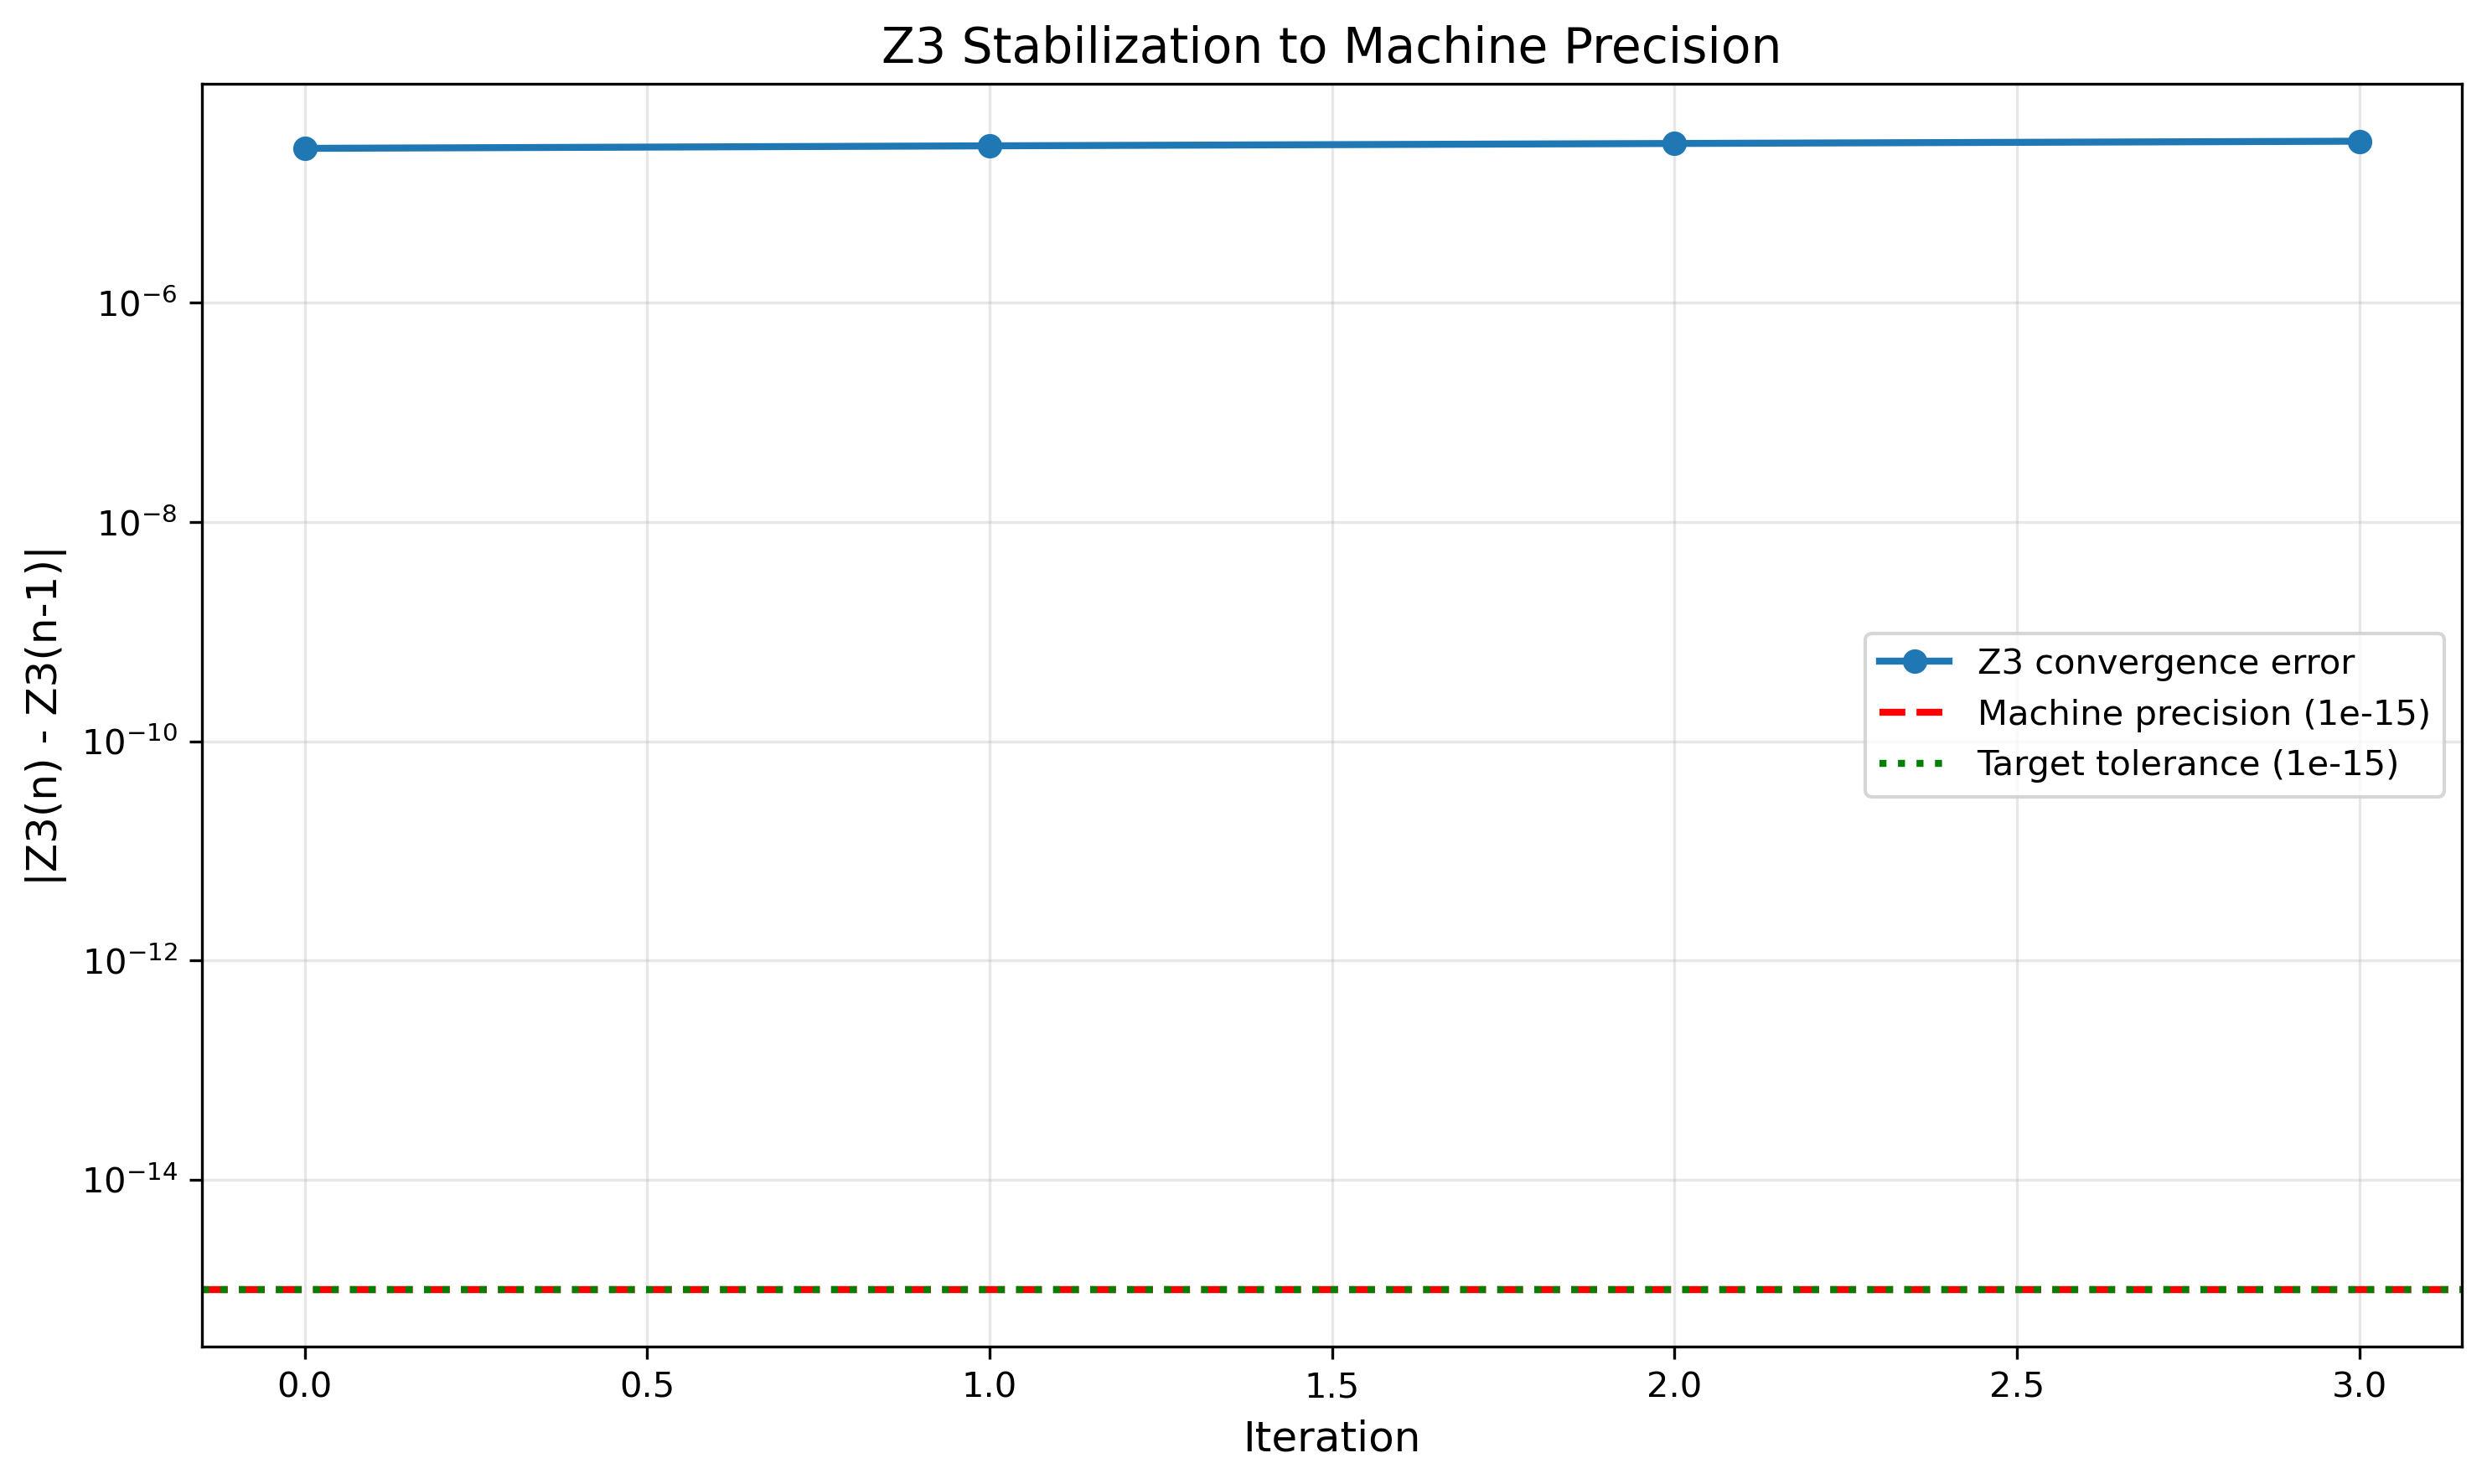 Z3 Stabilization to Machine Precision
|Z3(n) - Z3(n-1)|
10⁻⁶
10⁻⁸
10⁻¹⁰
10⁻¹²
10⁻¹⁴
Z3 convergence error
Machine precision (1e-15)
Target tolerance (1e-15)
0.0 0.5 1.0 1.5 2.0 2.5 3.0
Iteration